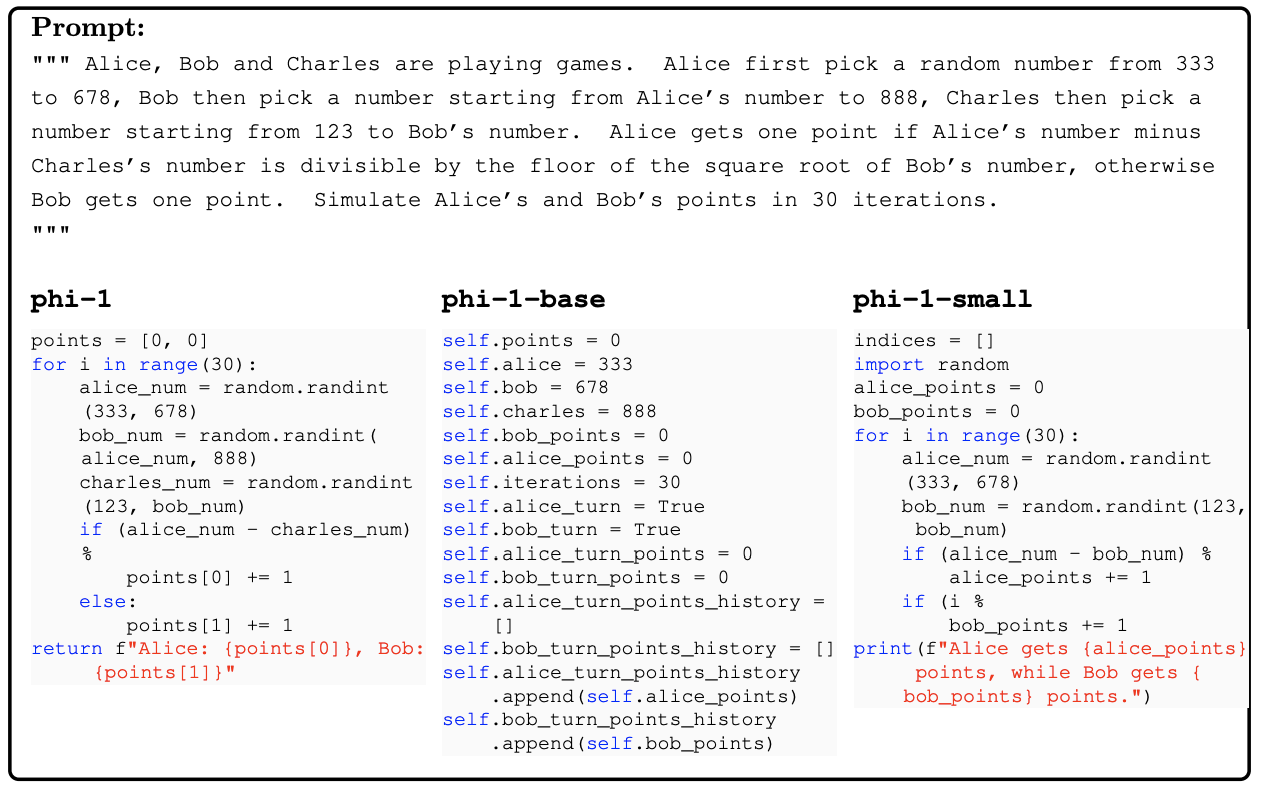 Prompt:
""" Alice, Bob and Charles are playing games.  Alice first pick a random number from 333
to 678, Bob then pick a number starting from Alice’s number to 888, Charles then pick a
number starting from 123 to Bob’s number.  Alice gets one point if Alice’s number minus
Charles’s number is divisible by the floor of the square root of Bob’s number, otherwise
Bob gets one point.  Simulate Alice’s and Bob’s points in 30 iterations.
"""
phi-1
points = [0, 0]
for i in range(30):
    alice_num = random.randint
    (333, 678)
    bob_num = random.randint(
    alice_num, 888)
    charles_num = random.randint
    (123, bob_num)
    if (alice_num - charles_num)
    %
        points[0] += 1
    else:
        points[1] += 1
return f"Alice: {points[0]}, Bob:
     {points[1]}"
phi-1-base
self.points = 0
self.alice = 333
self.bob = 678
self.charles = 888
self.bob_points = 0
self.alice_points = 0
self.iterations = 30
self.alice_turn = True
self.bob_turn = True
self.alice_turn_points = 0
self.bob_turn_points = 0
self.alice_turn_points_history =
    []
self.bob_turn_points_history = []
self.alice_turn_points_history
    .append(self.alice_points)
self.bob_turn_points_history
    .append(self.bob_points)
phi-1-small
indices = []
import random
alice_points = 0
bob_points = 0
for i in range(30):
    alice_num = random.randint
    (333, 678)
    bob_num = random.randint(123,
     bob_num)
    if (alice_num - bob_num) %
        alice_points += 1
    if (i %
        bob_points += 1
print(f"Alice gets {alice_points}
     points, while Bob gets {
    bob_points} points.")